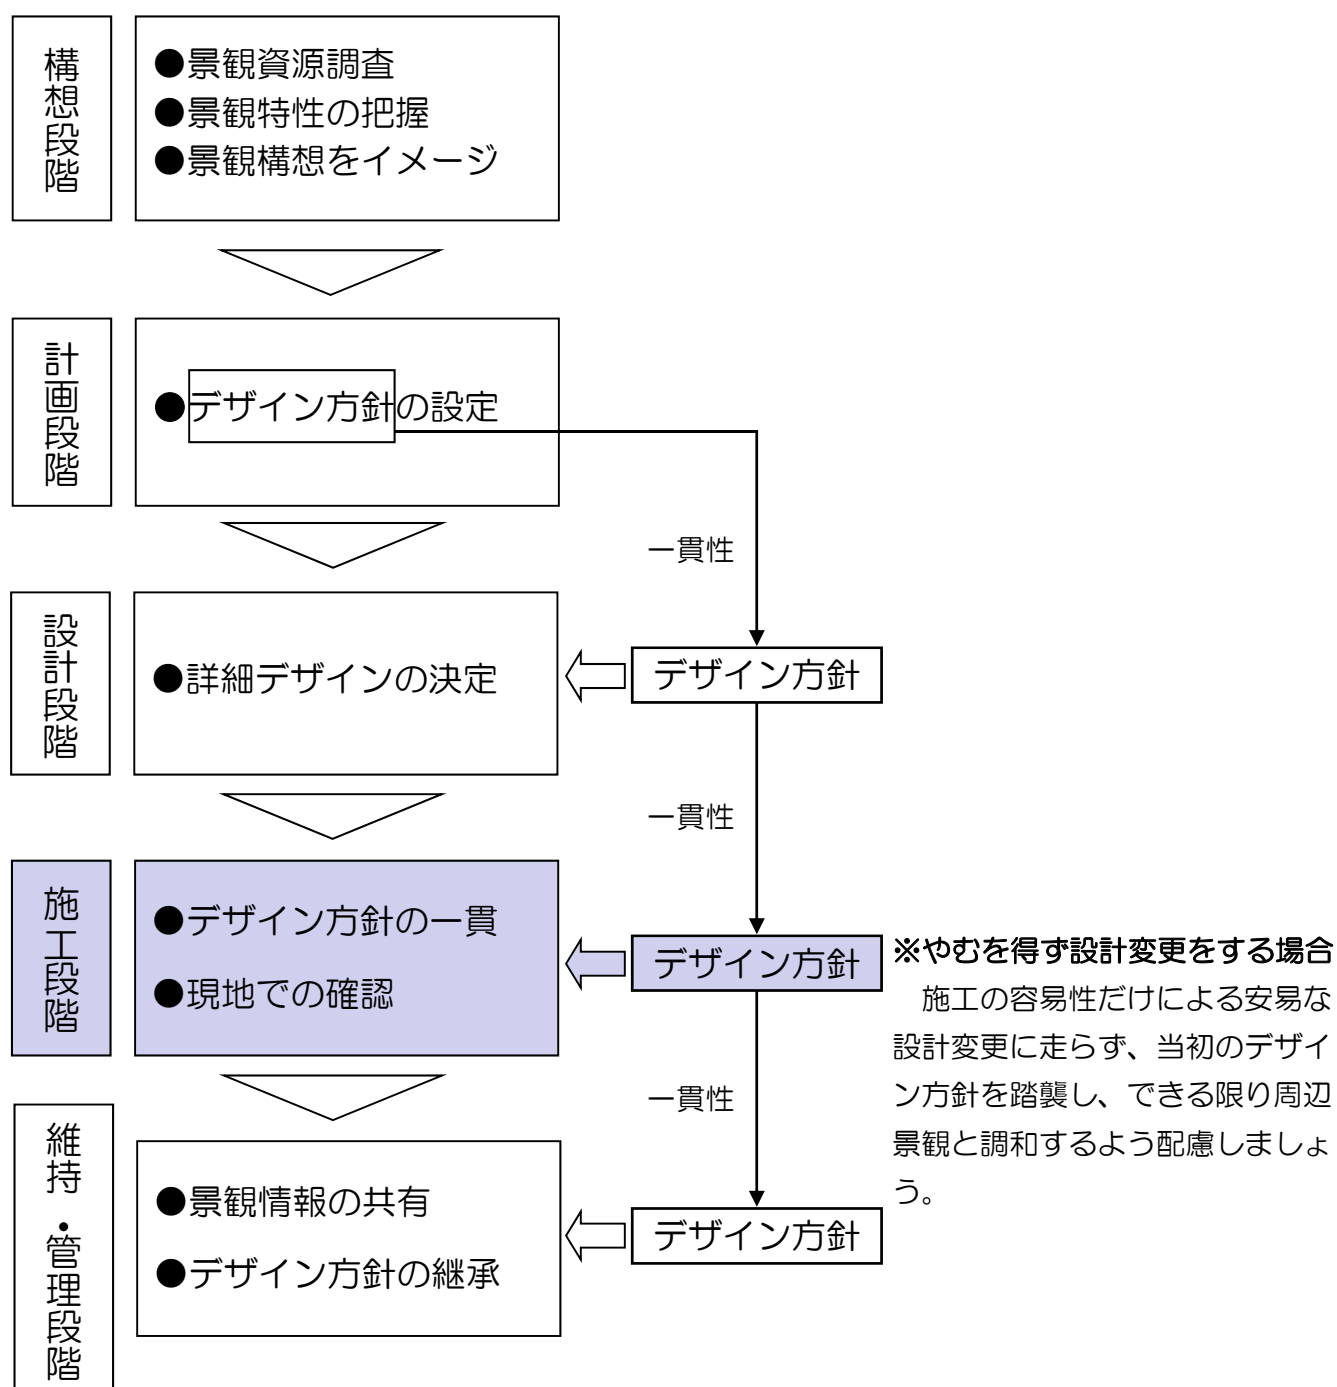 構想段階
●景観資源調査
●景観特性の把握
●景観構想をイメージ
計画段階
●デザイン方針の設定
一貫性
設計段階
●詳細デザインの決定
デザイン方針
一貫性
施工段階
●デザイン方針の一貫
●現地での確認
デザイン方針
※やむを得ず設計変更をする場合
　施工の容易性だけによる安易な
設計変更に走らず、当初のデザイ
ン方針を踏襲し、できる限り周辺
景観と調和するよう配慮しましょ
う。
一貫性
維持・管理段階
●景観情報の共有
●デザイン方針の継承
デザイン方針